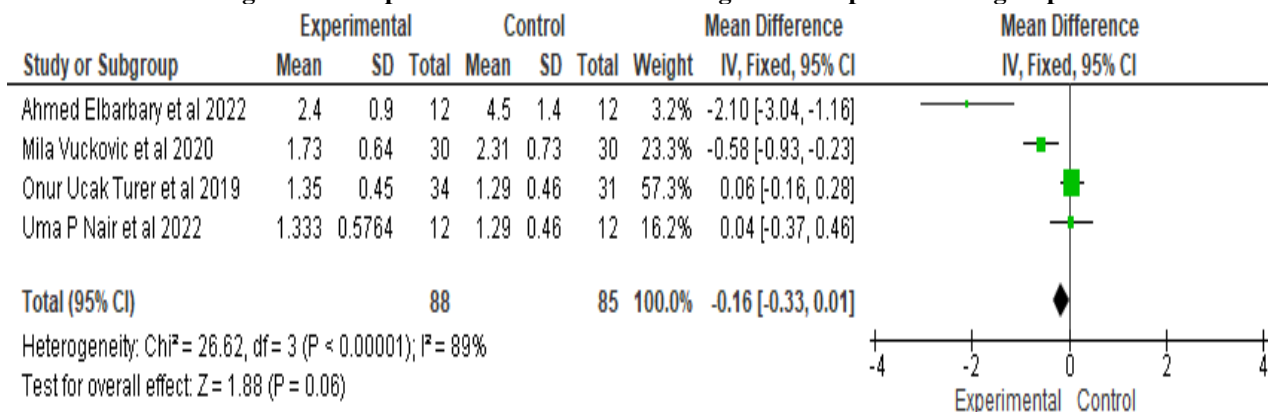 Experimental Control Mean Difference Mean Difference
Study or Subgroup Mean SD Total Mean SD Total Weight IV, Fixed, 95% CI IV, Fixed, 95% CI
Ahmed Elbarbary et al 2022 2.4 0.9 12 4.5 1.4 12 3.2% -2.10 [-3.04, -1.16]
Mila Vuckovic et al 2020 1.73 0.64 30 2.31 0.73 30 23.3% -0.58 [-0.93, -0.23]
Onur Ucak Turer et al 2019 1.35 0.45 34 1.29 0.46 31 57.3% 0.06 [-0.16, 0.28]
Uma P Nair et al 2022 1.333 0.5764 12 1.29 0.46 12 16.2% 0.04 [-0.37, 0.46]
Total (95% CI) 88 85 100.0% -0.16 [-0.33, 0.01]
Heterogeneity: Chi² = 26.62, df = 3 (P < 0.00001); I² = 89%
Test for overall effect: Z = 1.88 (P = 0.06)
-4 -2 0 2 4
Experimental Control